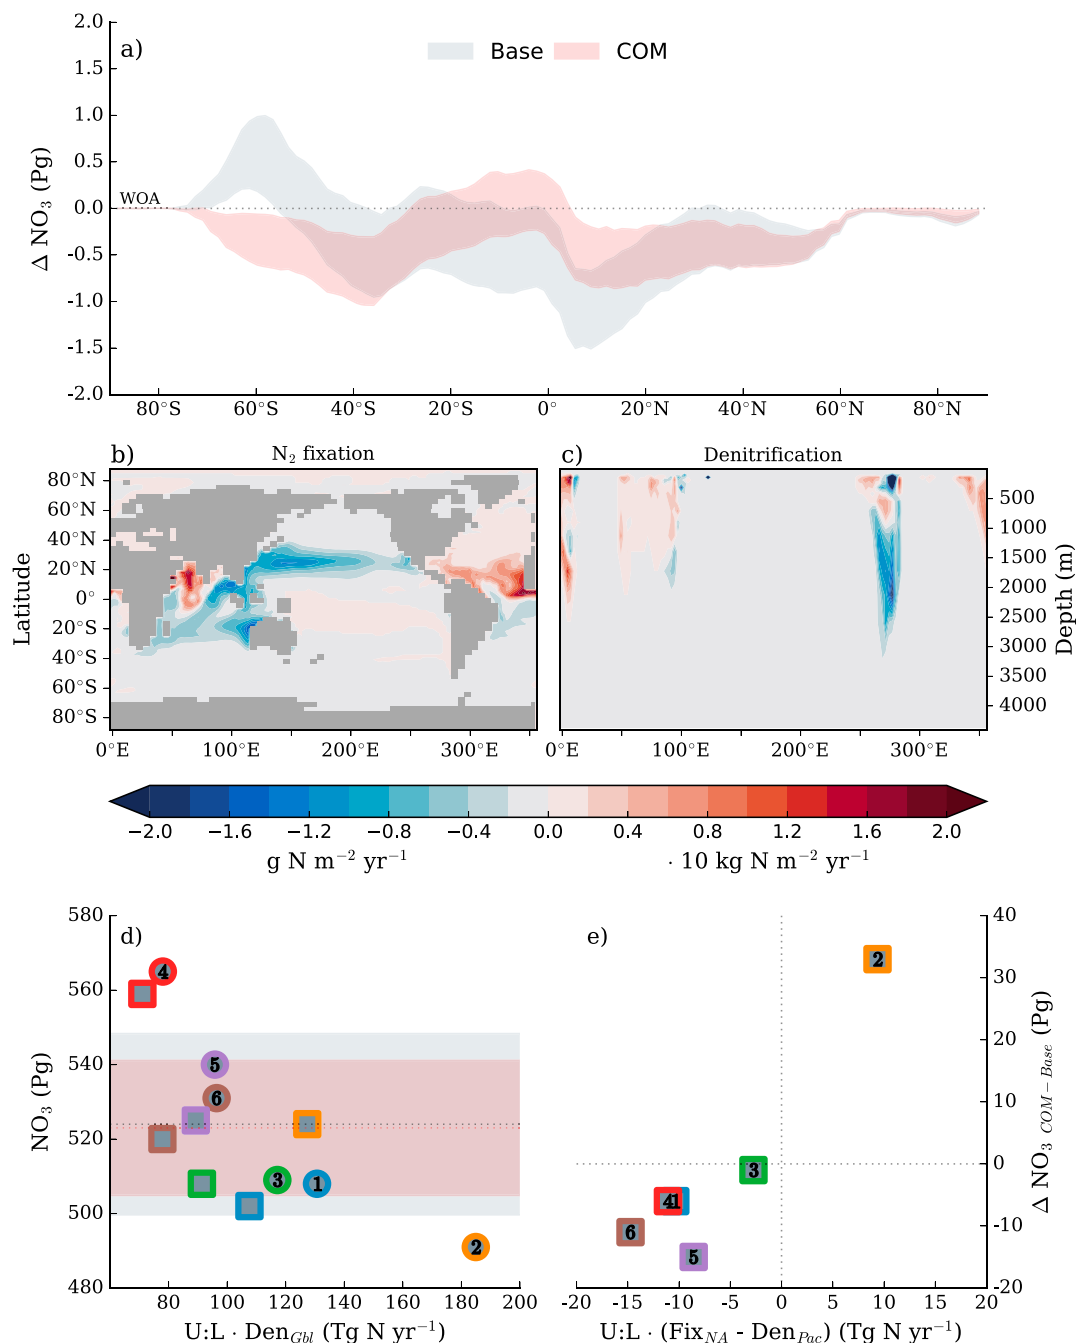 2.0
1.5
1.0
0.5
0.0
-0.5
-1.0
-1.5
-2.0
Δ NO3 (Pg)
a)
Base
COM
WOA
80°S 60°S 40°S 20°S 0° 20°N 40°N 60°N 80°N
b)
N2 fixation
c)
Denitrification
80°N
60°N
40°N
20°N
0°
20°S
40°S
60°S
80°S
Latitude
500
1000
1500
2000
2500
3000
3500
4000
Depth (m)
0°E 100°E 200°E 300°E
0°E 100°E 200°E 300°E
−2.0 −1.6 −1.2 −0.8 −0.4 0.0 0.4 0.8 1.2 1.6 2.0
g N m−2 yr−1
· 10 kg N m−2 yr−1
580
560
540
520
500
480
NO3 (Pg)
d)
4
5
6
3
1
2
80 100 120 140 160 180 200
U:L · DenGbl (Tg N yr−1)
e)
2
3
4
1
6
5
40
30
20
10
0
-10
-20
Δ NO3 COM−Base (Pg)
-20 -15 -10 -5 0 5 10 15 20
U:L · (FixNA - DenPac) (Tg N yr−1)